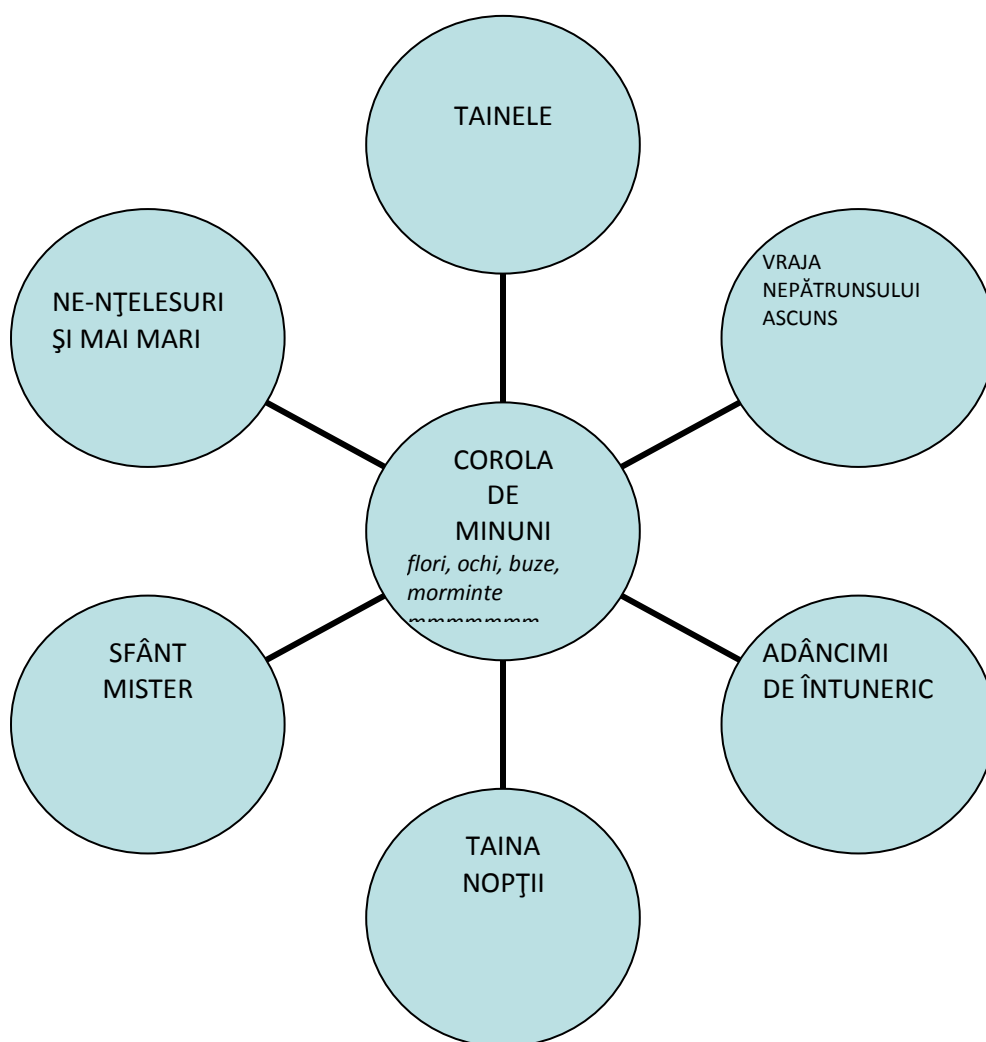 TAINELE
VRAJA
NEPĂTRUNSULUI
ASCUNS
NE-NŢELESURI
ŞI MAI MARI
COROLA
DE
MINUNI
flori, ochi, buze,
morminte
SFÂNT
MISTER
ADÂNCIMI
DE ÎNTUNERIC
TAINA
NOPŢII